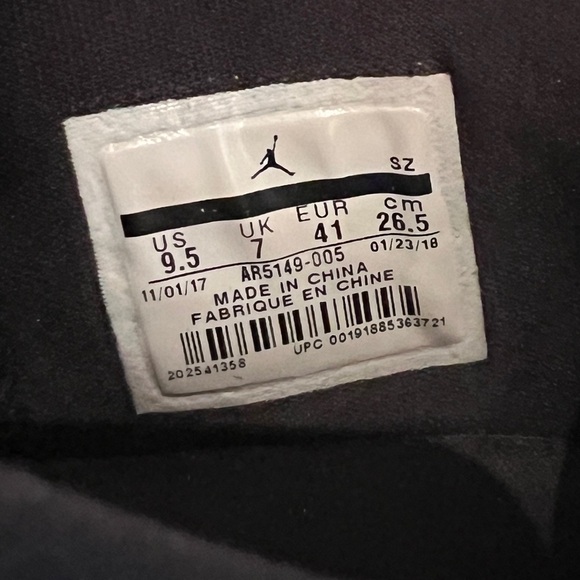 SZ
US UK EUR cm
9.5 7 41 26.5
11/01/17 AR5149-005 01/23/18
MADE IN CHINA
FABRIQUE EN CHINE
202541358 UPC 00191885363721